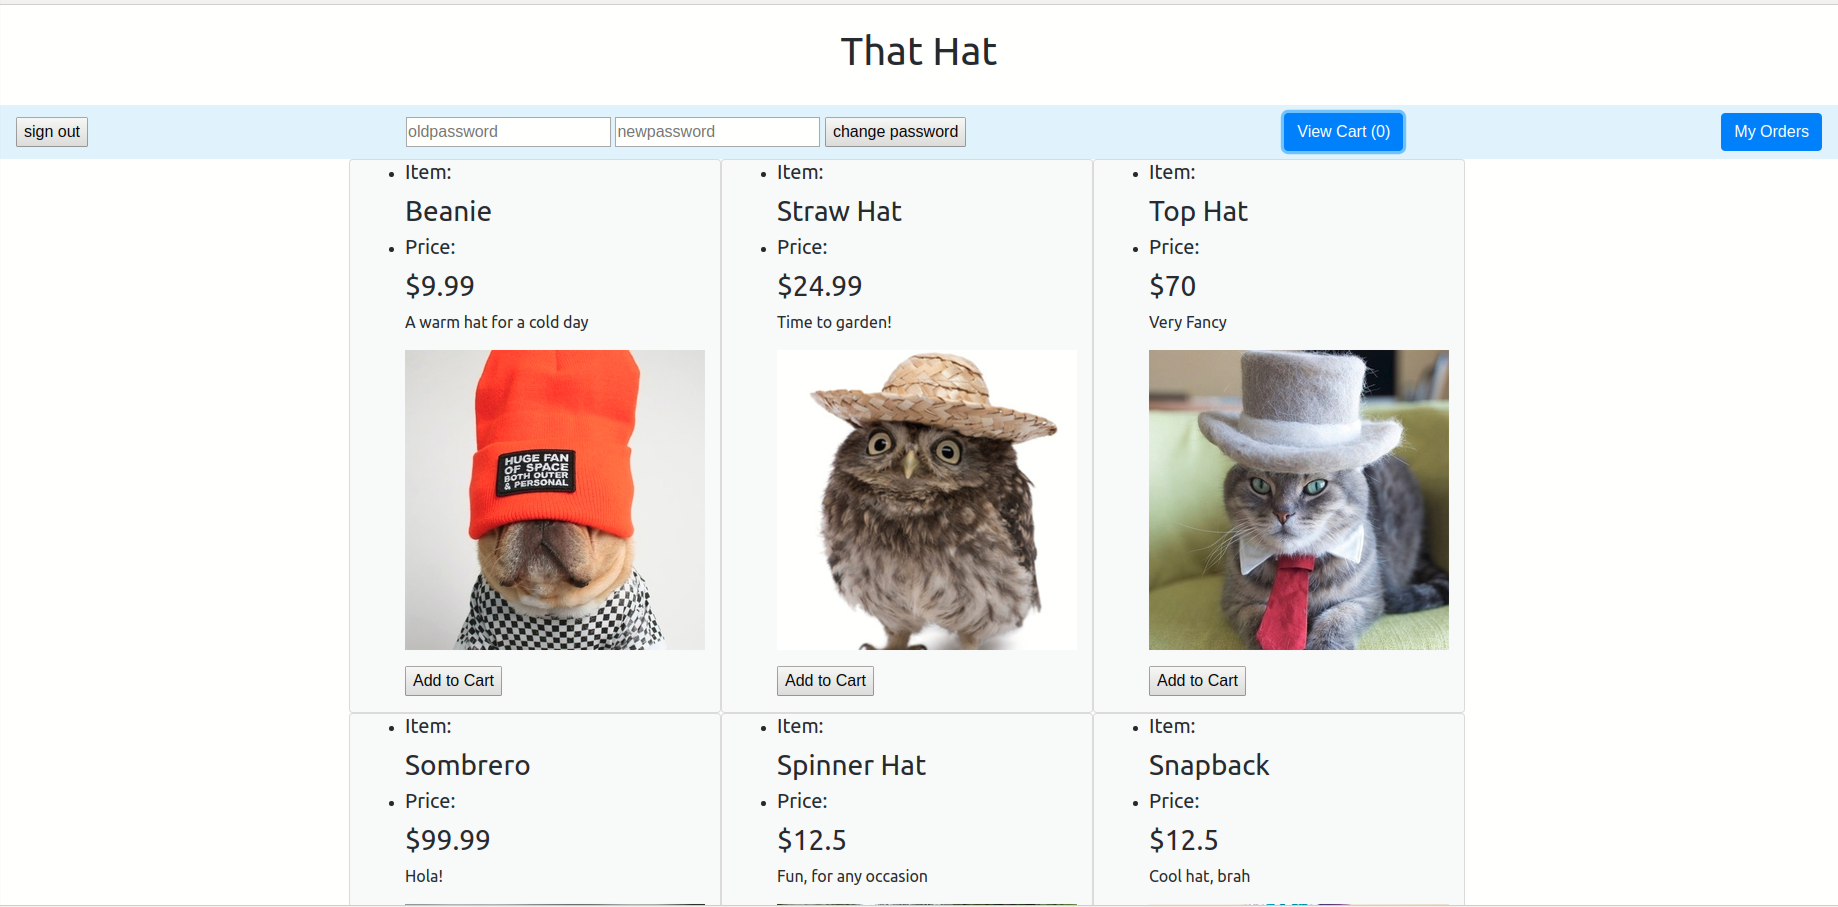 That Hat
sign out oldpassword newpassword change password View Cart (0) My Orders
Item: Item: Item:
Beanie Straw Hat Top Hat
Price: Price: Price:
$9.99 $24.99 $70
A warm hat for a cold day Time to garden! Very Fancy
HUGE FAN
OF SPACE
BOTH OUTER
& PERSONAL
Add to Cart Add to Cart Add to Cart
Item: Item: Item:
Sombrero Spinner Hat Snapback
Price: Price: Price:
$99.99 $12.5 $12.5
Hola! Fun, for any occasion Cool hat, brah